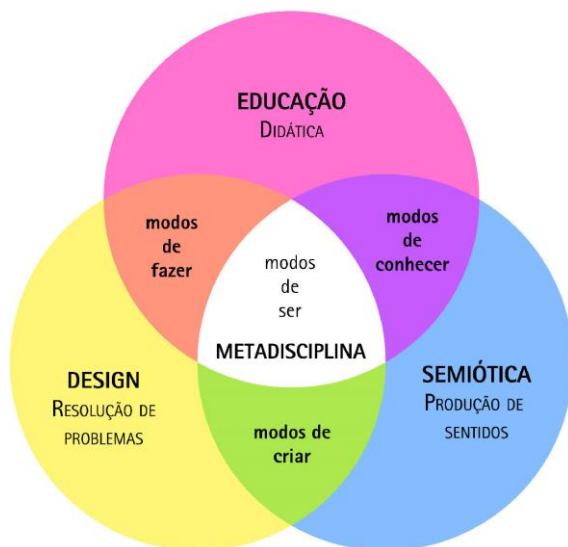 EDUCAÇÃO
DIDÁTICA
modos
de
fazer
modos
de
conhecer
modos
de
ser
METADISCIPLINA
DESIGN
RESOLUÇÃO DE
PROBLEMAS
SEMIÓTICA
PRODUÇÃO DE
SENTIDOS
modos de
criar